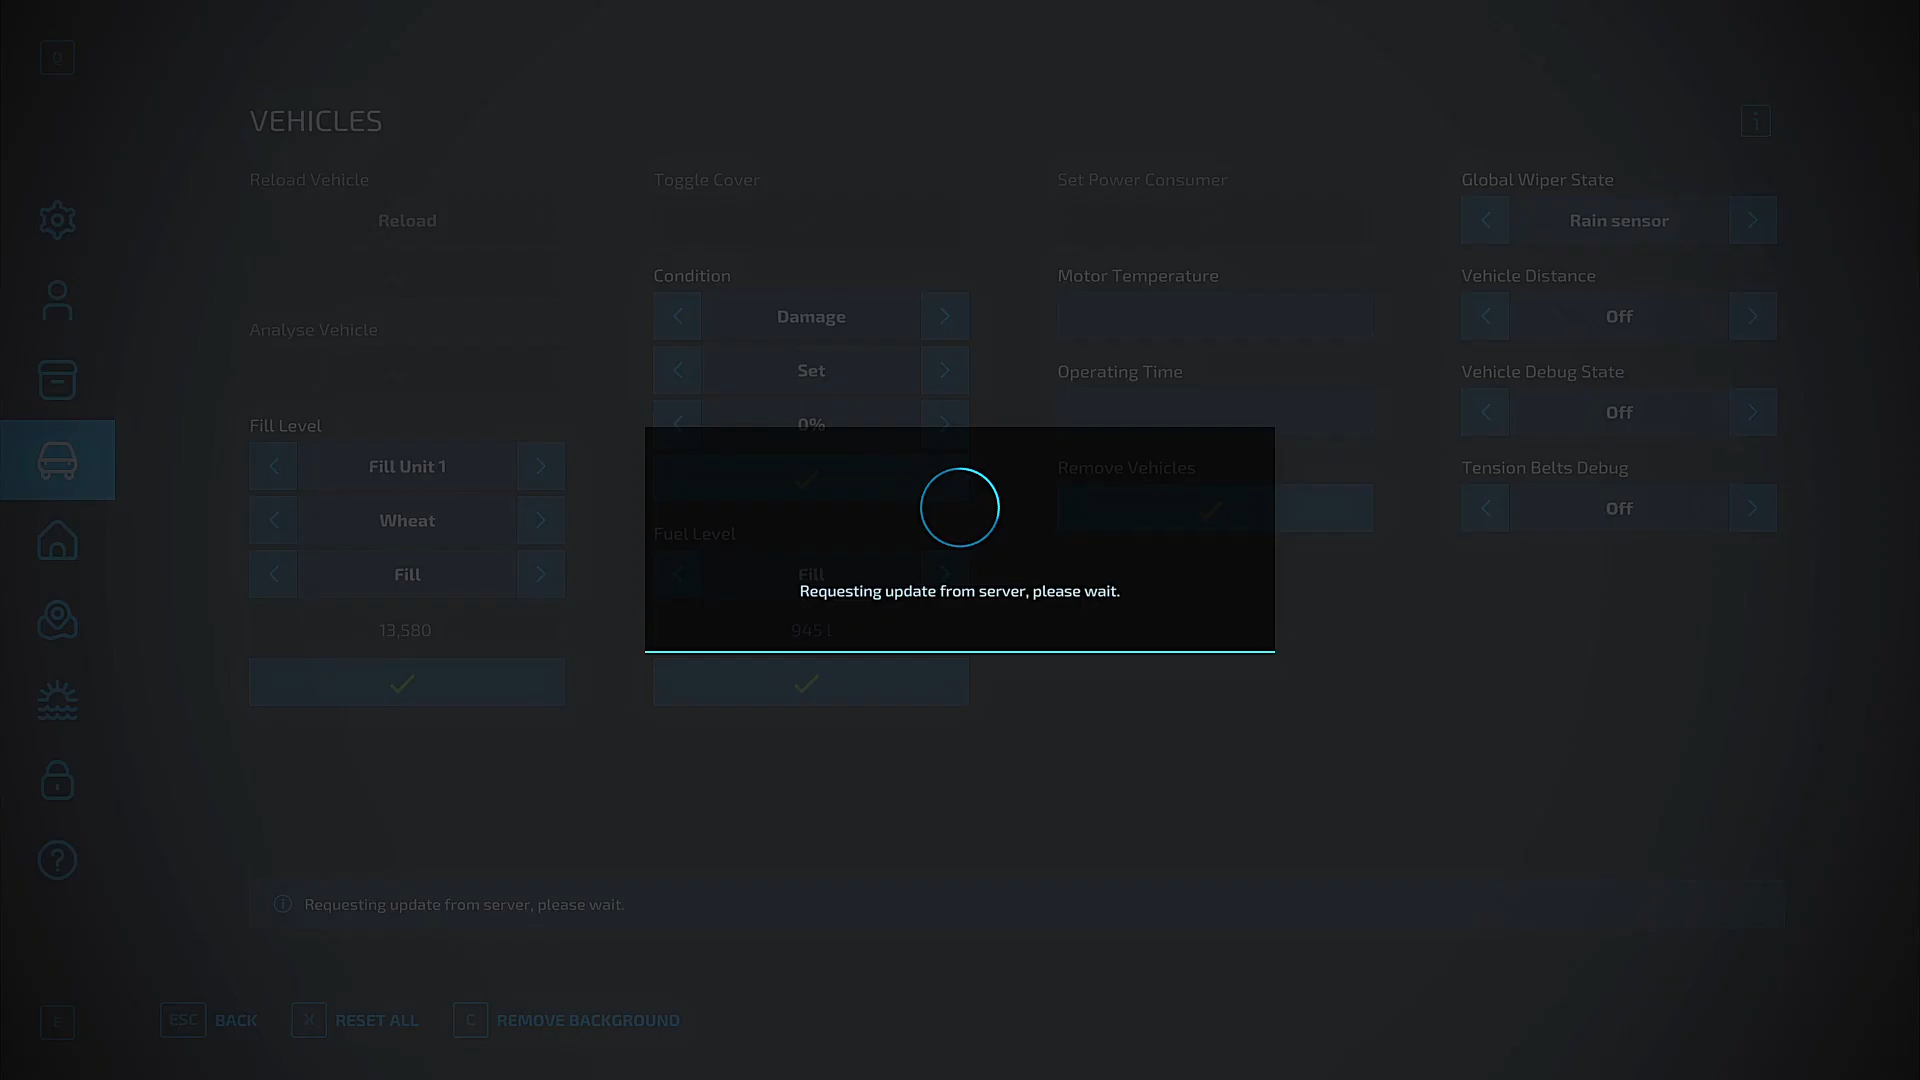 Q
VEHICLES
i
Reload Vehicle
Reload
Analyse Vehicle
Fill Level
Fill Unit 1
Wheat
Fill
13,580
Toggle Cover
Condition
Damage
Set
0%
Fuel Level
Fill
945 l
Set Power Consumer
Motor Temperature
Operating Time
Remove Vehicles
Global Wiper State
Rain sensor
Vehicle Distance
Off
Vehicle Debug State
Off
Tension Belts Debug
Off
Requesting update from server, please wait.
Requesting update from server, please wait.
E
ESC BACK X RESET ALL C REMOVE BACKGROUND